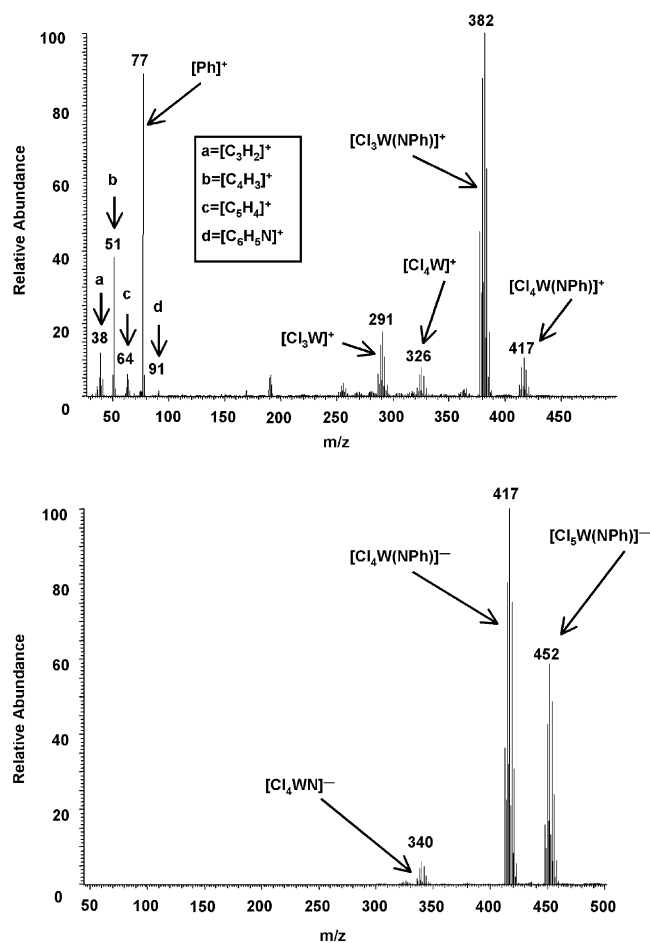 100
80
60
40
20
0
Relative Abundance
50
100
150
200
250
300
350
400
450
m/z
a
b
c
d
38
51
64
77
91
291
326
382
417
[Ph]⁺
a=[C₃H₂]⁺
b=[C₄H₃]⁺
c=[C₅H₄]⁺
d=[C₆H₅N]⁺
[Cl₃W]⁺
[Cl₄W]⁺
[Cl₃W(NPh)]⁺
[Cl₄W(NPh)]⁺
100
80
60
40
20
0
Relative Abundance
50
100
150
200
250
300
350
400
450
500
m/z
340
417
452
[Cl₄WN]⁻
[Cl₄W(NPh)]⁻
[Cl₅W(NPh)]⁻